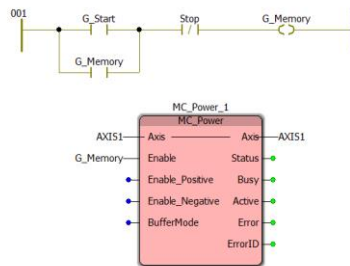 001
G_Start Stop G_Memory
G_Memory
MC_Power_1
MC_Power
AXIS1 Axis Axis AXIS1
G_Memory Enable Status
Enable_Positive Busy
Enable_Negative Active
BufferMode Error
ErrorID